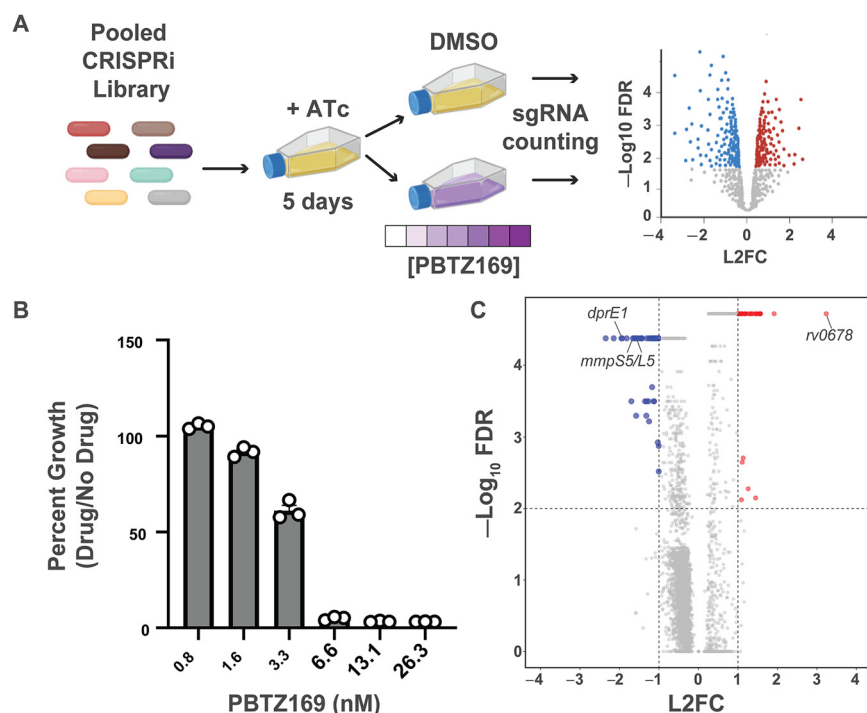 A
Pooled
CRISPRi
Library
+ ATc
5 days
DMSO
sgRNA
counting
[PBTZ169]
–Log10 FDR
4
3
2
1
0
–4
–2
0
2
4
L2FC
B
Percent Growth
(Drug/No Drug)
150
100
50
0
0.8
1.6
3.3
6.6
13.1
26.3
PBTZ169 (nM)
C
dprE1
mmpS5/L5
rv0678
–Log10 FDR
4
3
2
1
0
–4
–3
–2
–1
0
1
2
3
4
L2FC